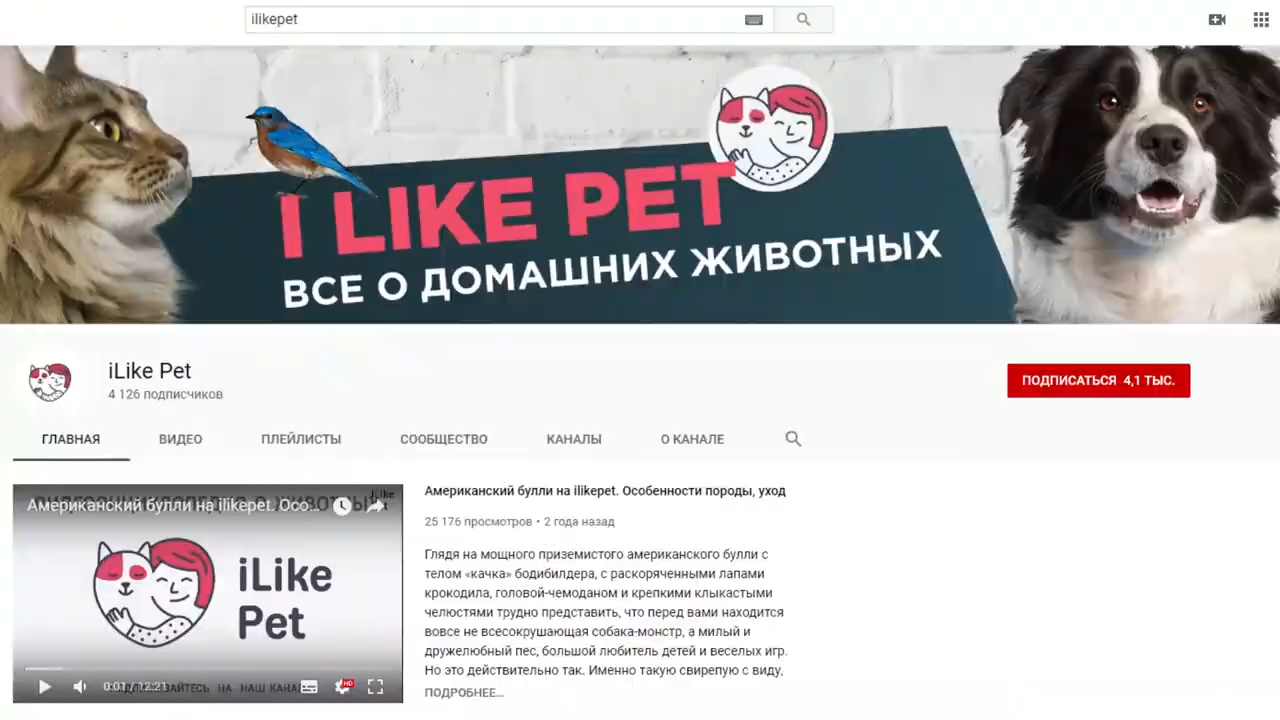 ilikepet
I LIKE PET
ВСЕ О ДОМАШНИХ ЖИВОТНЫХ
iLike Pet
4 126 подписчиков
ПОДПИСАТЬСЯ 4,1 ТЫС.
ГЛАВНАЯ
ВИДЕО
ПЛЕЙЛИСТЫ
СООБЩЕСТВО
КАНАЛЫ
О КАНАЛЕ
iLike
Американский булли на ilikepet. Осо...
iLike
Pet
0:01 / 12:21
HD
Американский булли на ilikepet. Особенности породы, уход
25 176 просмотров • 2 года назад
Глядя на мощного приземистого американского булли с
телом «качка» бодибилдера, с раскоряченными лапами
крокодила, головой-чемоданом и крепкими клыкастыми
челюстями трудно представить, что перед вами находится
вовсе не всесокрушающая собака-монстр, а милый и
дружелюбный пес, большой любитель детей и веселых игр.
Но это действительно так. Именно такую свирепую с виду,
ПОДРОБНЕЕ...